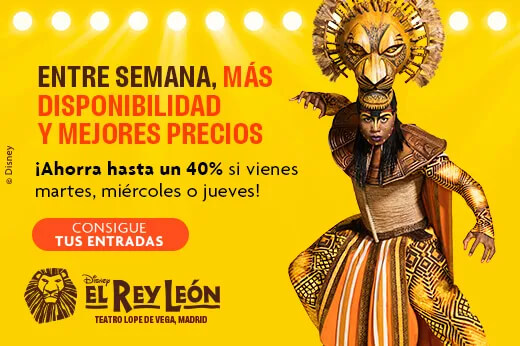 ENTRE SEMANA, MÁS
DISPONIBILIDAD
Y MEJORES PRECIOS
¡Ahorra hasta un 40% si vienes
martes, miércoles o jueves!
CONSIGUE
TUS ENTRADAS
Disney
EL REY LEÓN
TEATRO LOPE DE VEGA, MADRID
© Disney